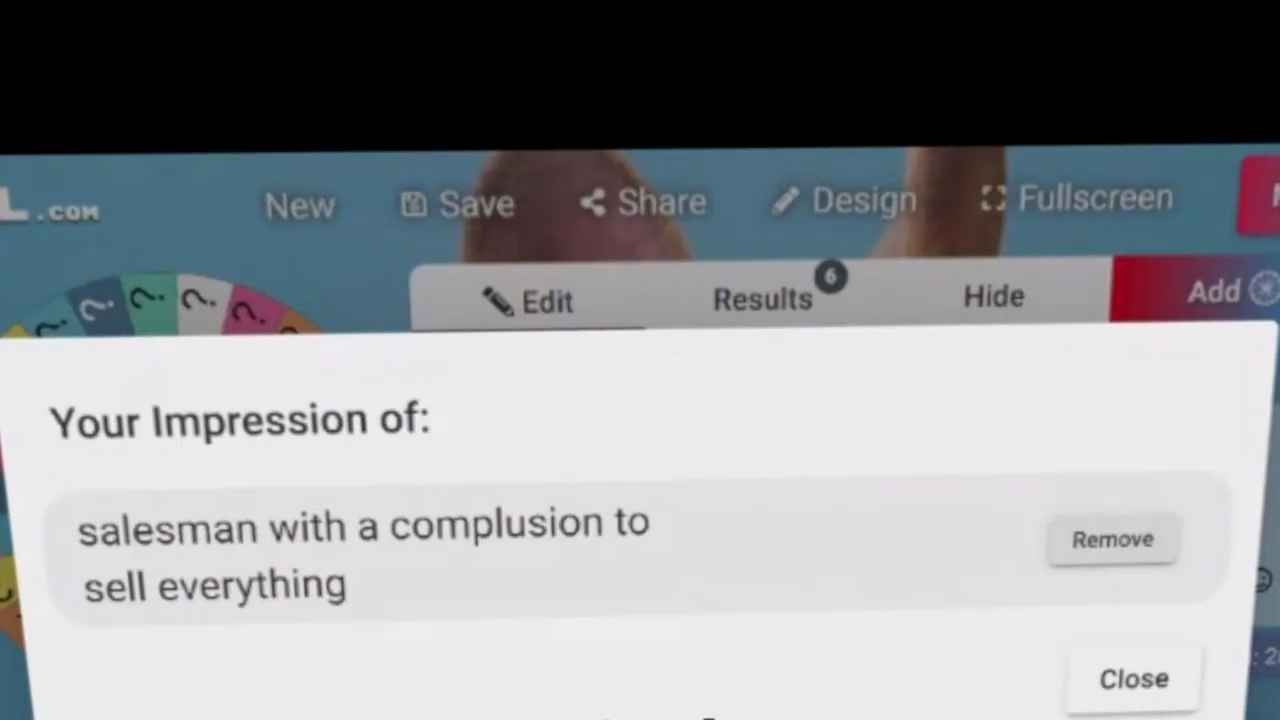 L.COM
New
Save
Share
Design
Fullscreen
?
?
?
?
?
Edit
Results
6
Hide
Add
Your Impression of:
salesman with a complusion to
sell everything
Remove
Close